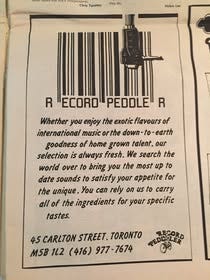 R ECORD PEDDLE R
Whether you enjoy the exotic flavours of
international music or the down-to-earth
goodness of home grown talent, our
selection is always fresh. We search the
world over to bring you the most up to
date sounds to satisfy your appetite for
the unique. You can rely on us to carry
all of the ingredients for your specific
tastes.
45 CARLTON STREET, TORONTO
M5B 1L2 (416) 977-7674
RECORD
PEDDLER